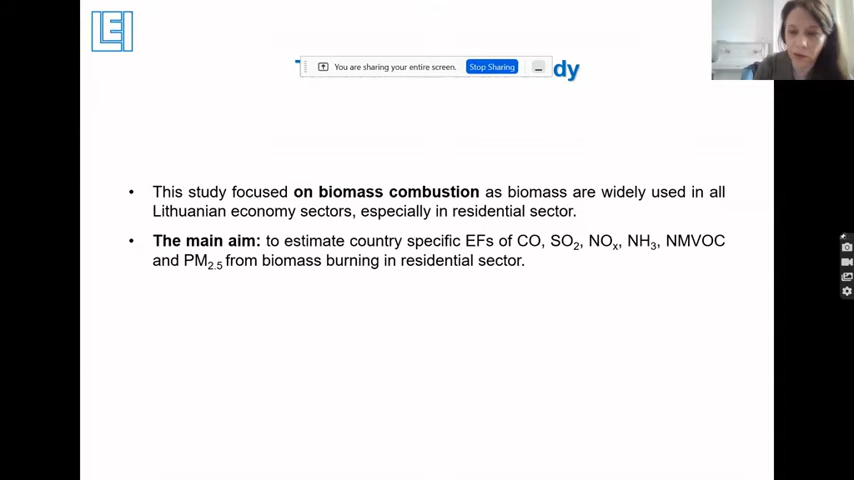 LEI
You are sharing your entire screen. Stop Sharing
dy
• This study focused on biomass combustion as biomass are widely used in all
Lithuanian economy sectors, especially in residential sector.
• The main aim: to estimate country specific EFs of CO, SO₂, NOₓ, NH₃, NMVOC
and PM₂.₅ from biomass burning in residential sector.